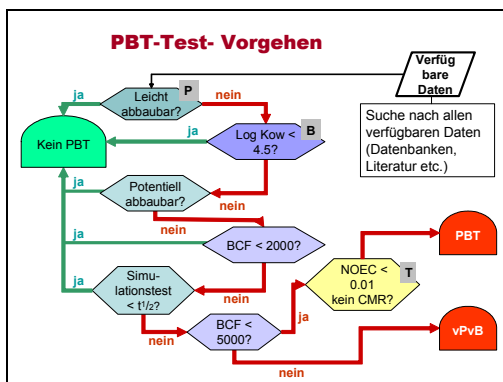 PBT-Test- Vorgehen
Verfüg
bare
Daten
Suche nach allen
verfügbaren Daten
(Datenbanken,
Literatur etc.)
P
ja
Leicht
abbaubar?
nein
Kein PBT
ja
B
Log Kow <
4.5?
ja
Potentiell
abbaubar?
nein
nein
ja
BCF < 2000?
ja
Simu-
lationstest
< t1/2?
nein
nein
BCF <
5000?
ja
nein
T
NOEC <
0.01
kein CMR?
PBT
vPvB